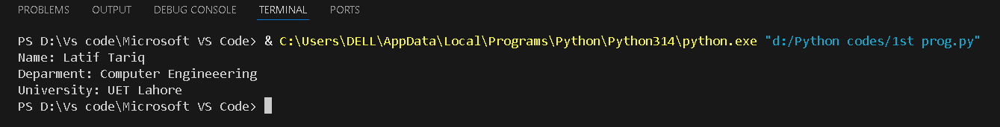 PROBLEMS OUTPUT DEBUG CONSOLE TERMINAL PORTS
PS D:\Vs code\Microsoft VS Code> & C:\Users\DELL\AppData\Local\Programs\Python\Python314\python.exe "d:/Python codes/1st prog.py"
Name: Latif Tariq
Deparment: Computer Engineeering
University: UET Lahore
PS D:\Vs code\Microsoft VS Code>